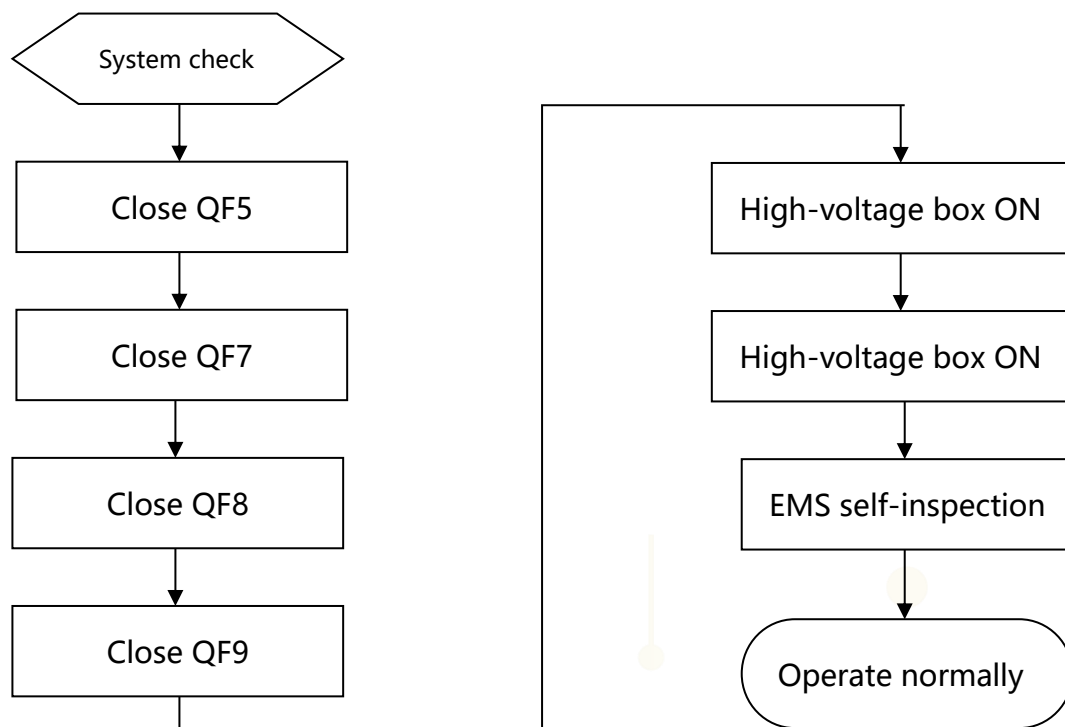 System check
Close QF5
Close QF7
Close QF8
Close QF9
High-voltage box ON
High-voltage box ON
EMS self-inspection
Operate normally